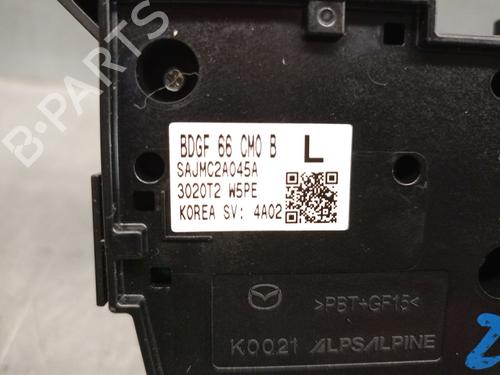 B-PARTS
BDGF 66 CM0 B L
SAJMC2A045A
3020T2 W5PE
KOREA SV: 4A02
>PBT+GF15<
K0021 ALPSALPINE